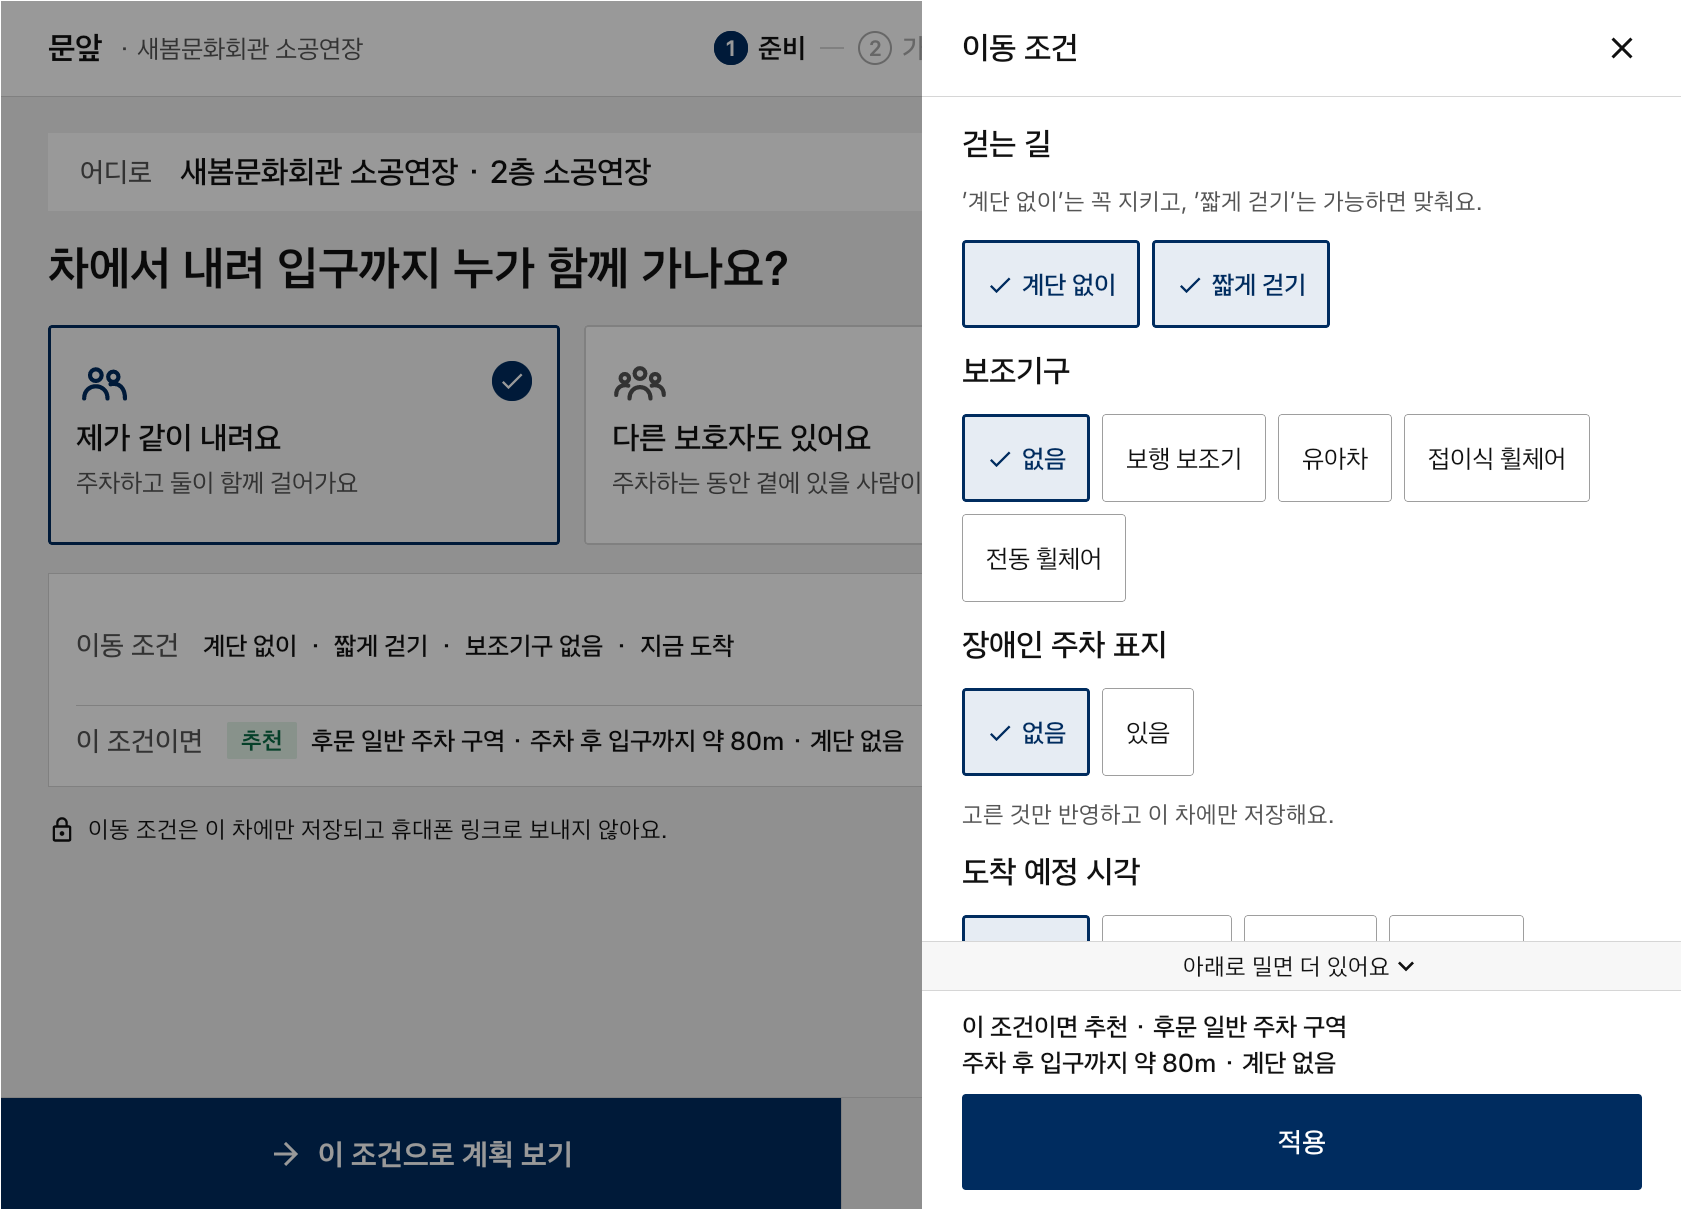 문앞 · 새봄문화회관 소공연장
1 준비 — 2
어디로 새봄문화회관 소공연장 · 2층 소공연장
차에서 내려 입구까지 누가 함께 가나요?
제가 같이 내려요
주차하고 둘이 함께 걸어가요
다른 보호자도 있어요
주차하는 동안 곁에 있을 사람이
이동 조건 계단 없이 · 짧게 걷기 · 보조기구 없음 · 지금 도착
이 조건이면 추천 후문 일반 주차 구역 · 주차 후 입구까지 약 80m · 계단 없음
이동 조건은 이 차에만 저장되고 휴대폰 링크로 보내지 않아요.
이 조건으로 계획 보기
이동 조건
걷는 길
'계단 없이'는 꼭 지키고, '짧게 걷기'는 가능하면 맞춰요.
계단 없이 짧게 걷기
보조기구
없음 보행 보조기 유아차 접이식 휠체어
전동 휠체어
장애인 주차 표지
없음 있음
고른 것만 반영하고 이 차에만 저장해요.
도착 예정 시각
아래로 밀면 더 있어요
이 조건이면 추천 · 후문 일반 주차 구역
주차 후 입구까지 약 80m · 계단 없음
적용